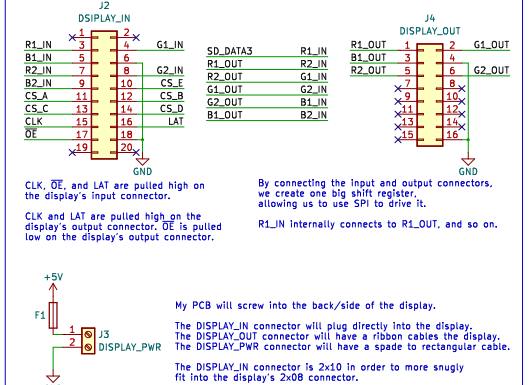 J2
DSIPLAY_IN
1 2
R1_IN 3 4 G1_IN
B1_IN 5 6
R2_IN 7 8 G2_IN
B2_IN 9 10 CS_E
CS_A 11 12 CS_B
CS_C 13 14 CS_D
CLK 15 16 LAT
OE 17 18
19 20
GND
SD_DATA3 R1_IN
R1_OUT R2_IN
R2_OUT G1_IN
G1_OUT G2_IN
G2_OUT B1_IN
B1_OUT B2_IN
J4
DISPLAY_OUT
R1_OUT 1 2 G1_OUT
B1_OUT 3 4
R2_OUT 5 6 G2_OUT
7 8
9 10
11 12
13 14
15 16
GND
CLK, OE, and LAT are pulled high on
the display's input connector.
CLK and LAT are pulled high on the
display's output connector. OE is pulled
low on the display's output connector.
By connecting the input and output connectors,
we create one big shift register,
allowing us to use SPI to drive it.
R1_IN internally connects to R1_OUT, and so on.
+5V
F1
1 J3
2 DISPLAY_PWR
My PCB will screw into the back/side of the display.
The DISPLAY_IN connector will plug directly into the display.
The DISPLAY_OUT connector will have a ribbon cables the display.
The DISPLAY_PWR connector will have a spade to rectangular cable.
The DISPLAY_IN connector is 2x10 in order to more snugly
fit into the display's 2x08 connector.